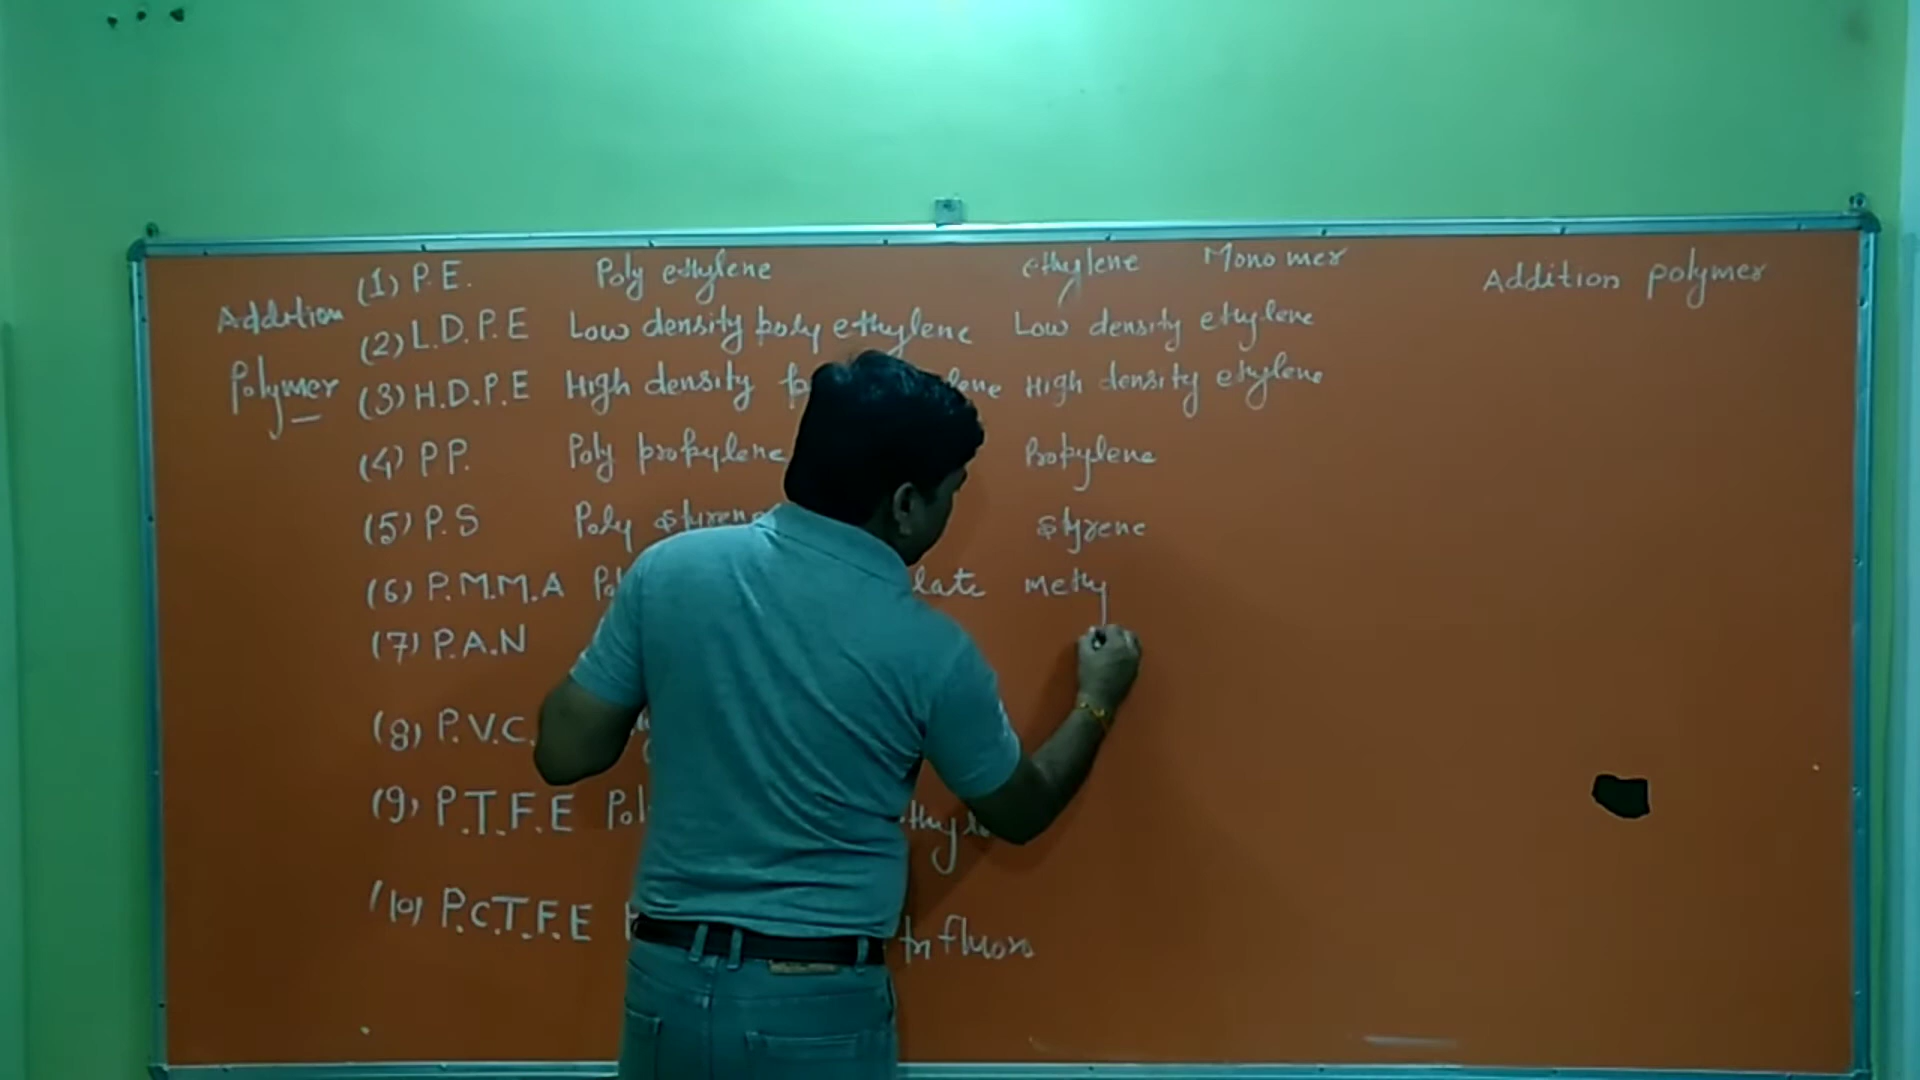 Addition Polymer
(1) P.E. Poly ethylene ethylene Monomer Addition polymer
(2) L.D.P.E Low density poly ethylene Low density ethylene
(3) H.D.P.E High density lene High density ethylene
(4) P.P. Poly propylene Propylene
(5) P.S Poly styrene styrene
(6) P.M.M.A late methy
(7) P.A.N
(8) P.V.C.
(9) P.T.F.E Pol
(10) P.C.T.F.E tri fluoro